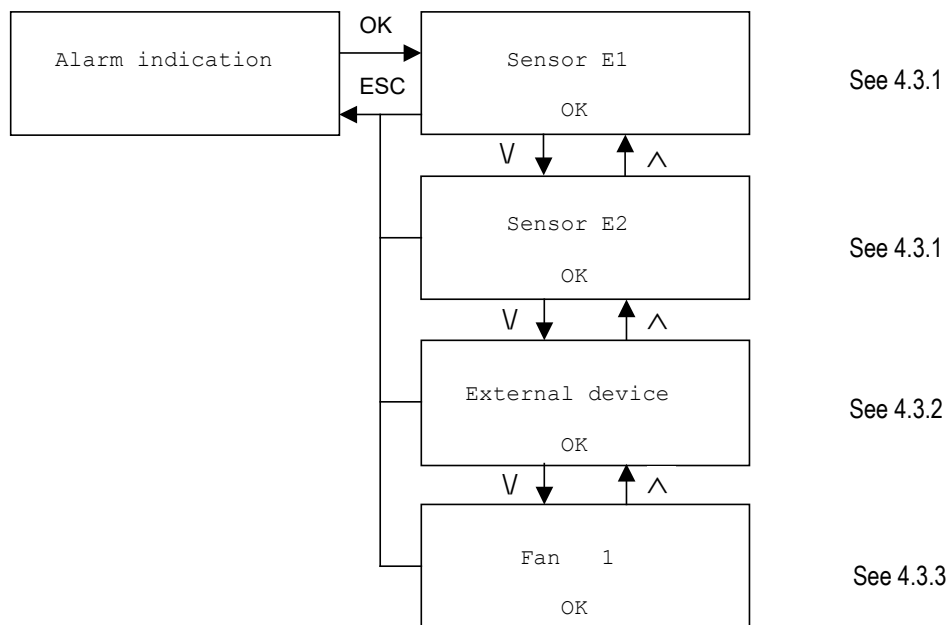 OK
Alarm indication
Sensor E1
See 4.3.1
ESC
OK
\/ /\
Sensor E2
See 4.3.1
OK
\/ /\
External device
See 4.3.2
OK
\/ /\
Fan 1
See 4.3.3
OK